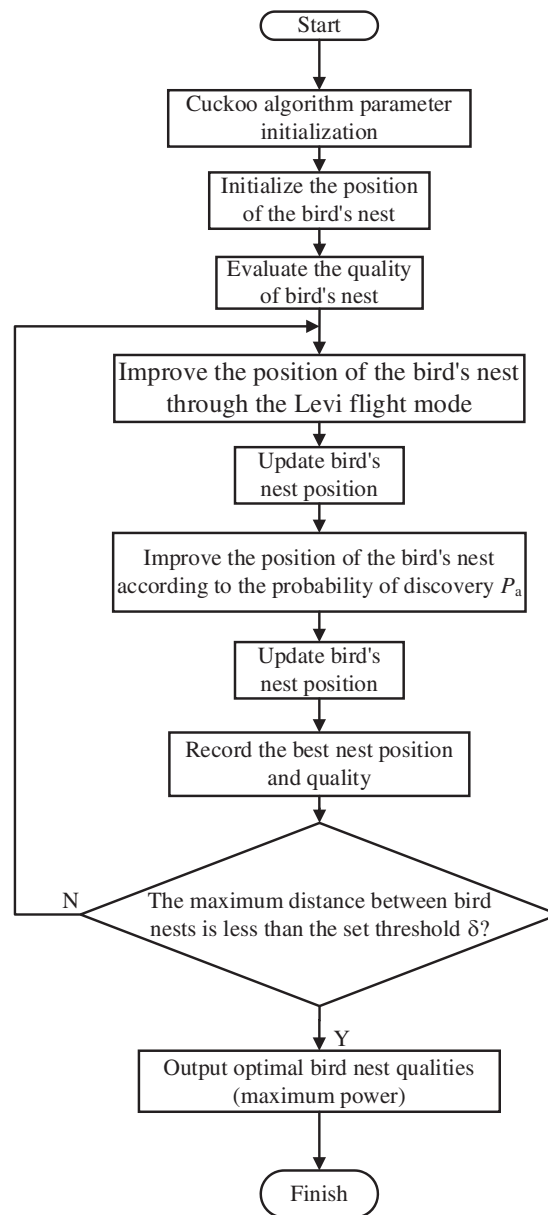 Start
Cuckoo algorithm parameter
initialization
Initialize the position
of the bird's nest
Evaluate the quality
of bird's nest
Improve the position of the bird's nest
through the Levi flight mode
Update bird's
nest position
Improve the position of the bird's nest
according to the probability of discovery Pa
Update bird's
nest position
Record the best nest position
and quality
N
The maximum distance between bird
nests is less than the set threshold δ?
Y
Output optimal bird nest qualities
(maximum power)
Finish